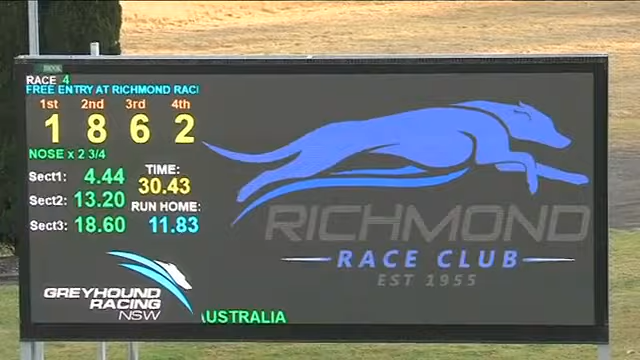 RACE 4
FREE ENTRY AT RICHMOND RACI
1st 2nd 3rd 4th
1 8 6 2
NOSE x 2 3/4
Sect1: 4.44
Sect2: 13.20
Sect3: 18.60
TIME:
30.43
RUN HOME:
11.83
GREYHOUND
RACING
NSW
AUSTRALIA
RICHMOND
RACE CLUB
EST 1955